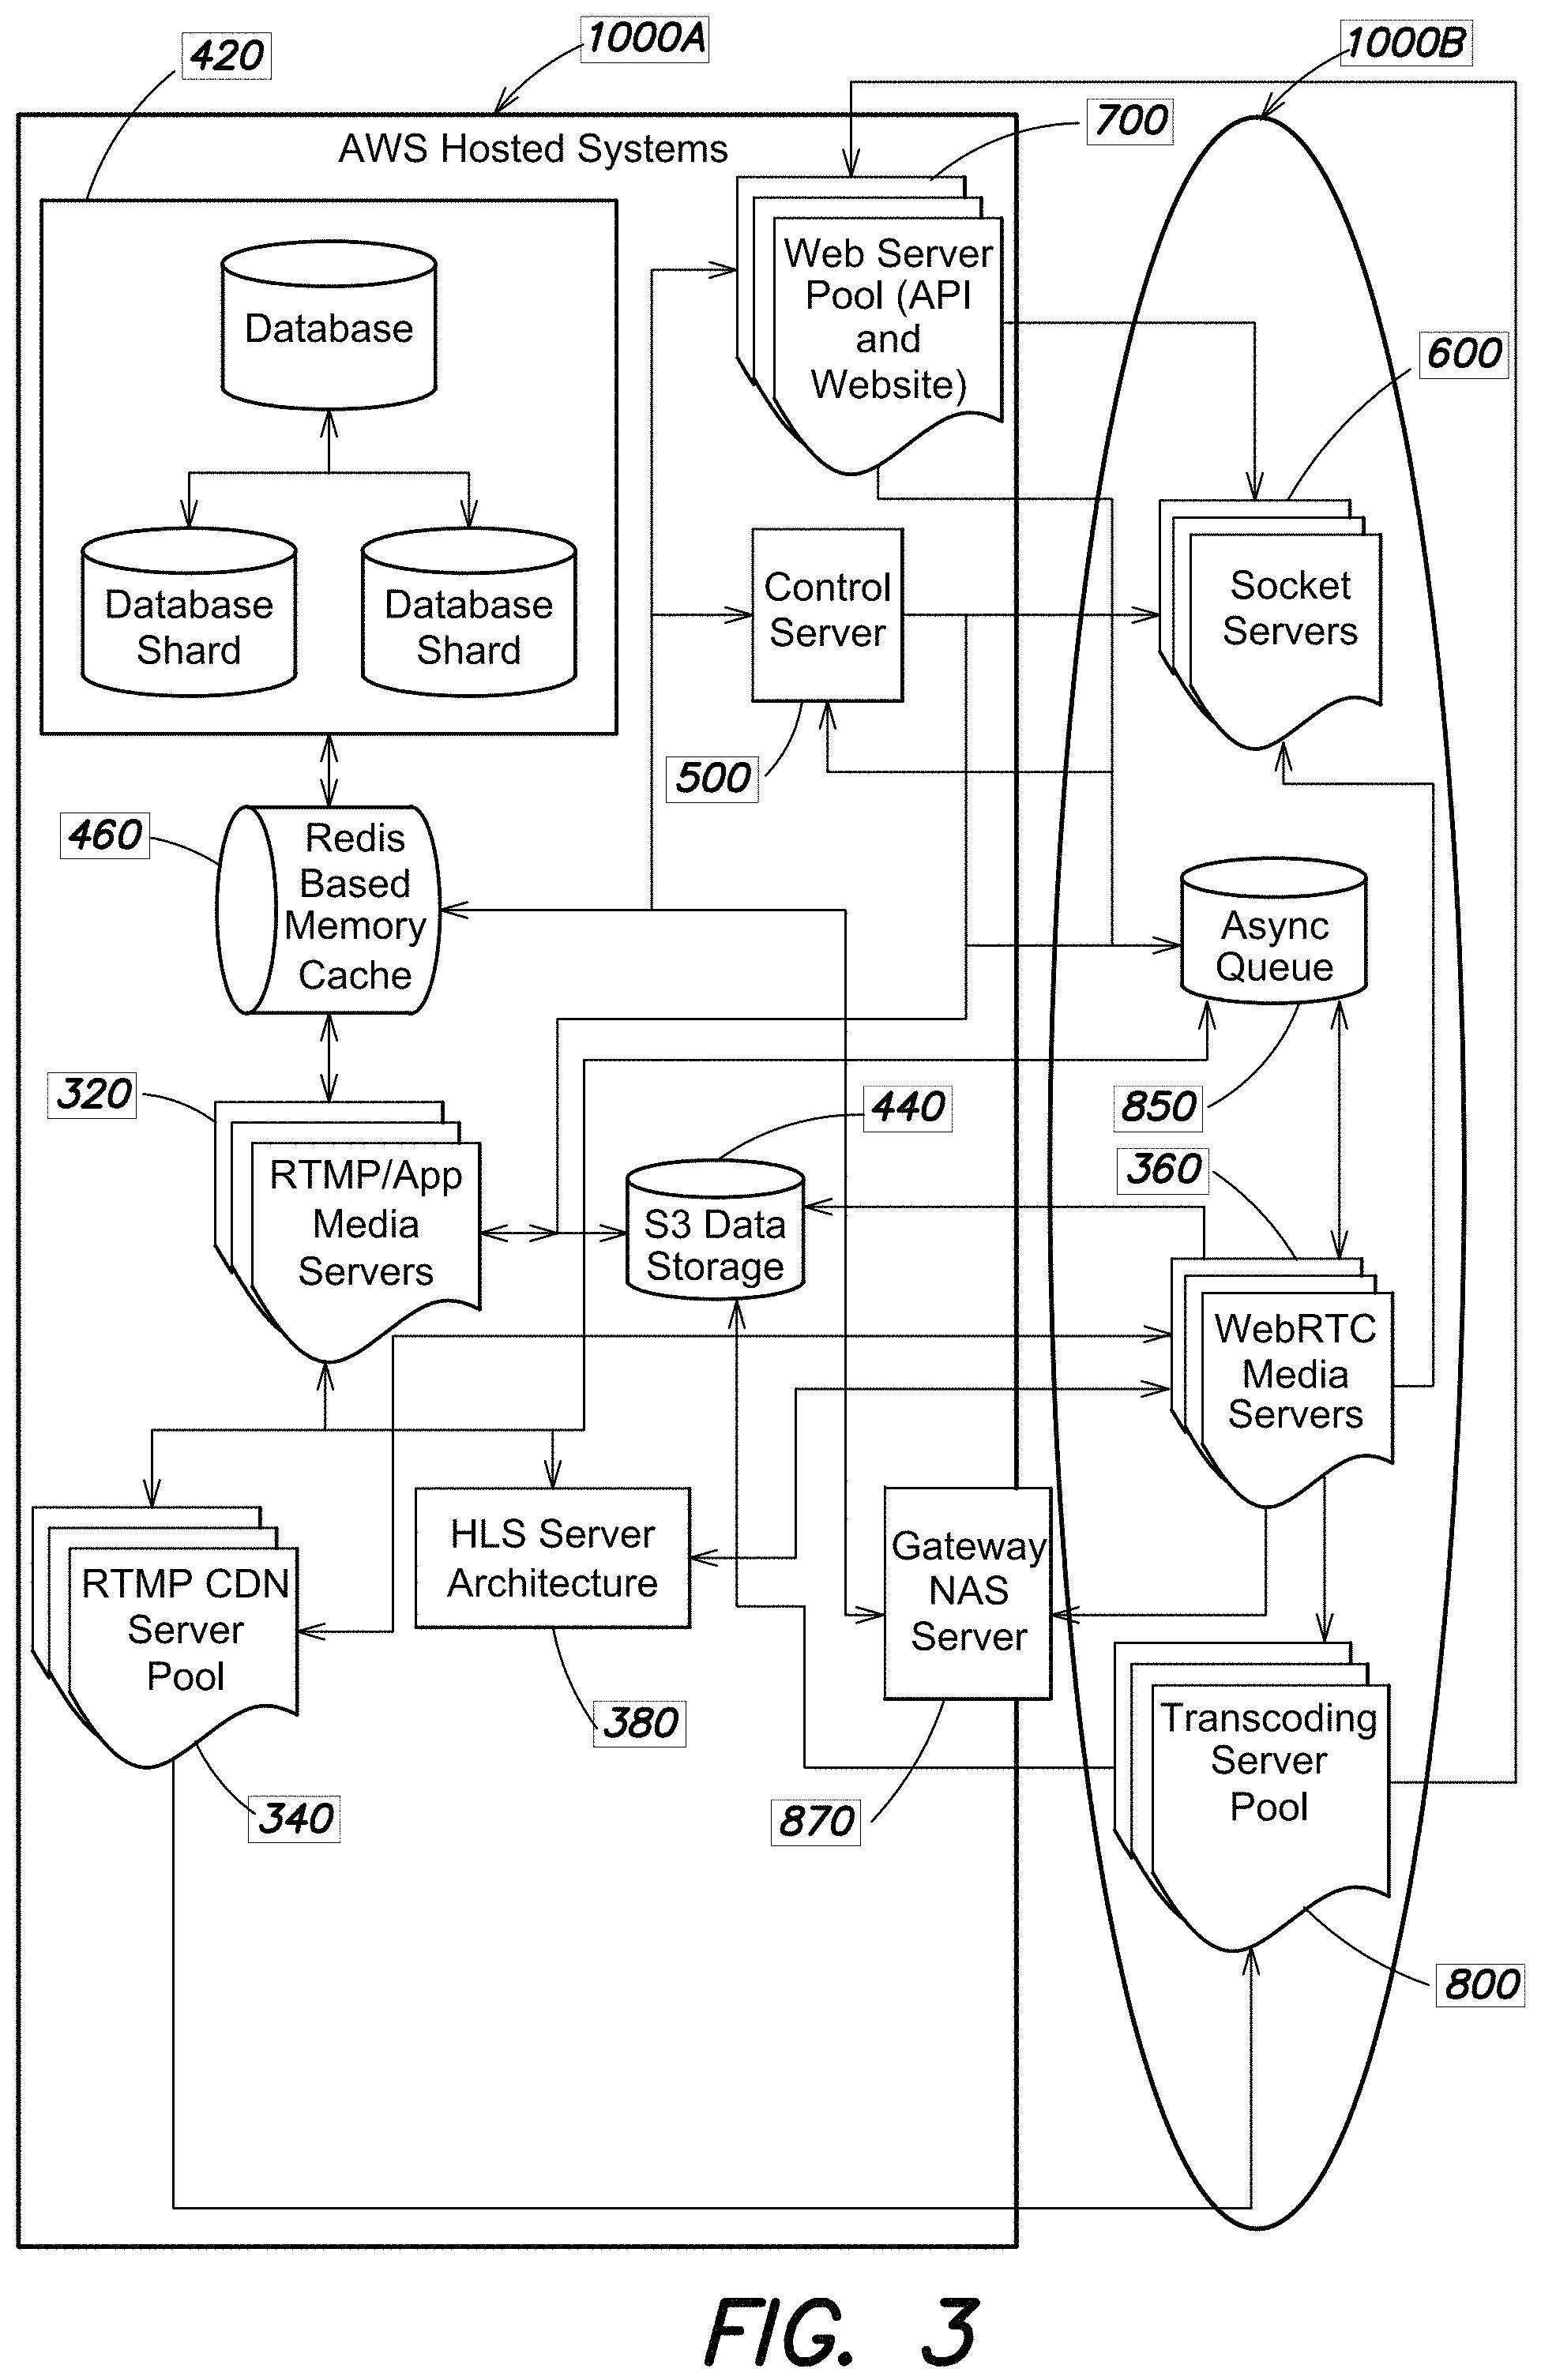 1000A
1000B
420
700
AWS Hosted Systems
Web Server
Pool (API
and
Website)
Database
600
Database
Shard
Database
Shard
Control
Server
Socket
Servers
500
460
Redis
Based
Memory
Cache
Async
Queue
320
440
850
360
RTMP/App
Media
Servers
S3 Data
Storage
WebRTC
Media
Servers
HLS Server
Architecture
Gateway
NAS
Server
RTMP CDN
Server
Pool
380
Transcoding
Server
Pool
340
870
800
FIG. 3